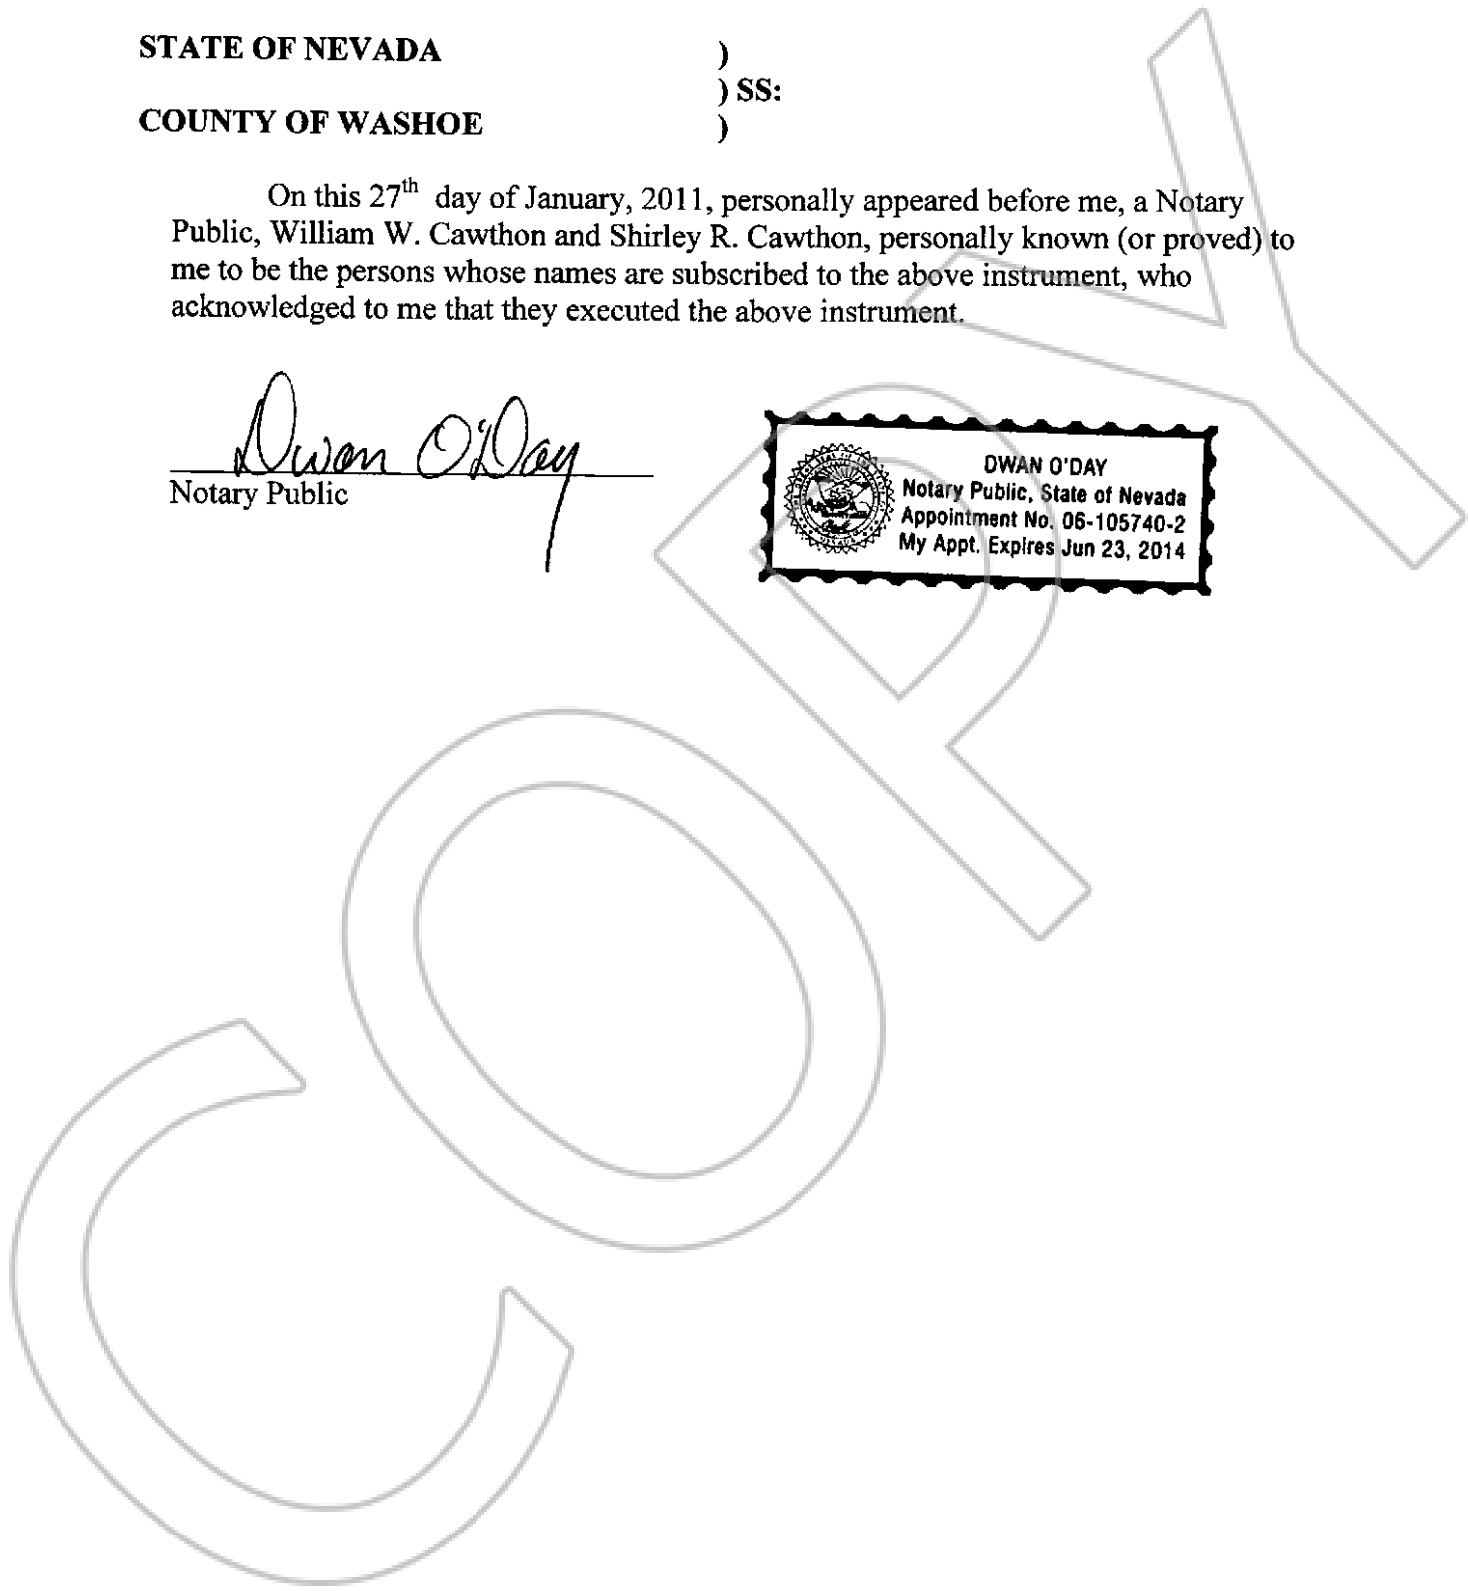 STATE OF NEVADA )
) SS:
COUNTY OF WASHOE )
On this 27th day of January, 2011, personally appeared before me, a Notary
Public, William W. Cawthon and Shirley R. Cawthon, personally known (or proved) to
me to be the persons whose names are subscribed to the above instrument, who
acknowledged to me that they executed the above instrument.
Dwan O'Day
Notary Public
DWAN O'DAY
Notary Public, State of Nevada
Appointment No. 06-105740-2
My Appt. Expires Jun 23, 2014
COPY